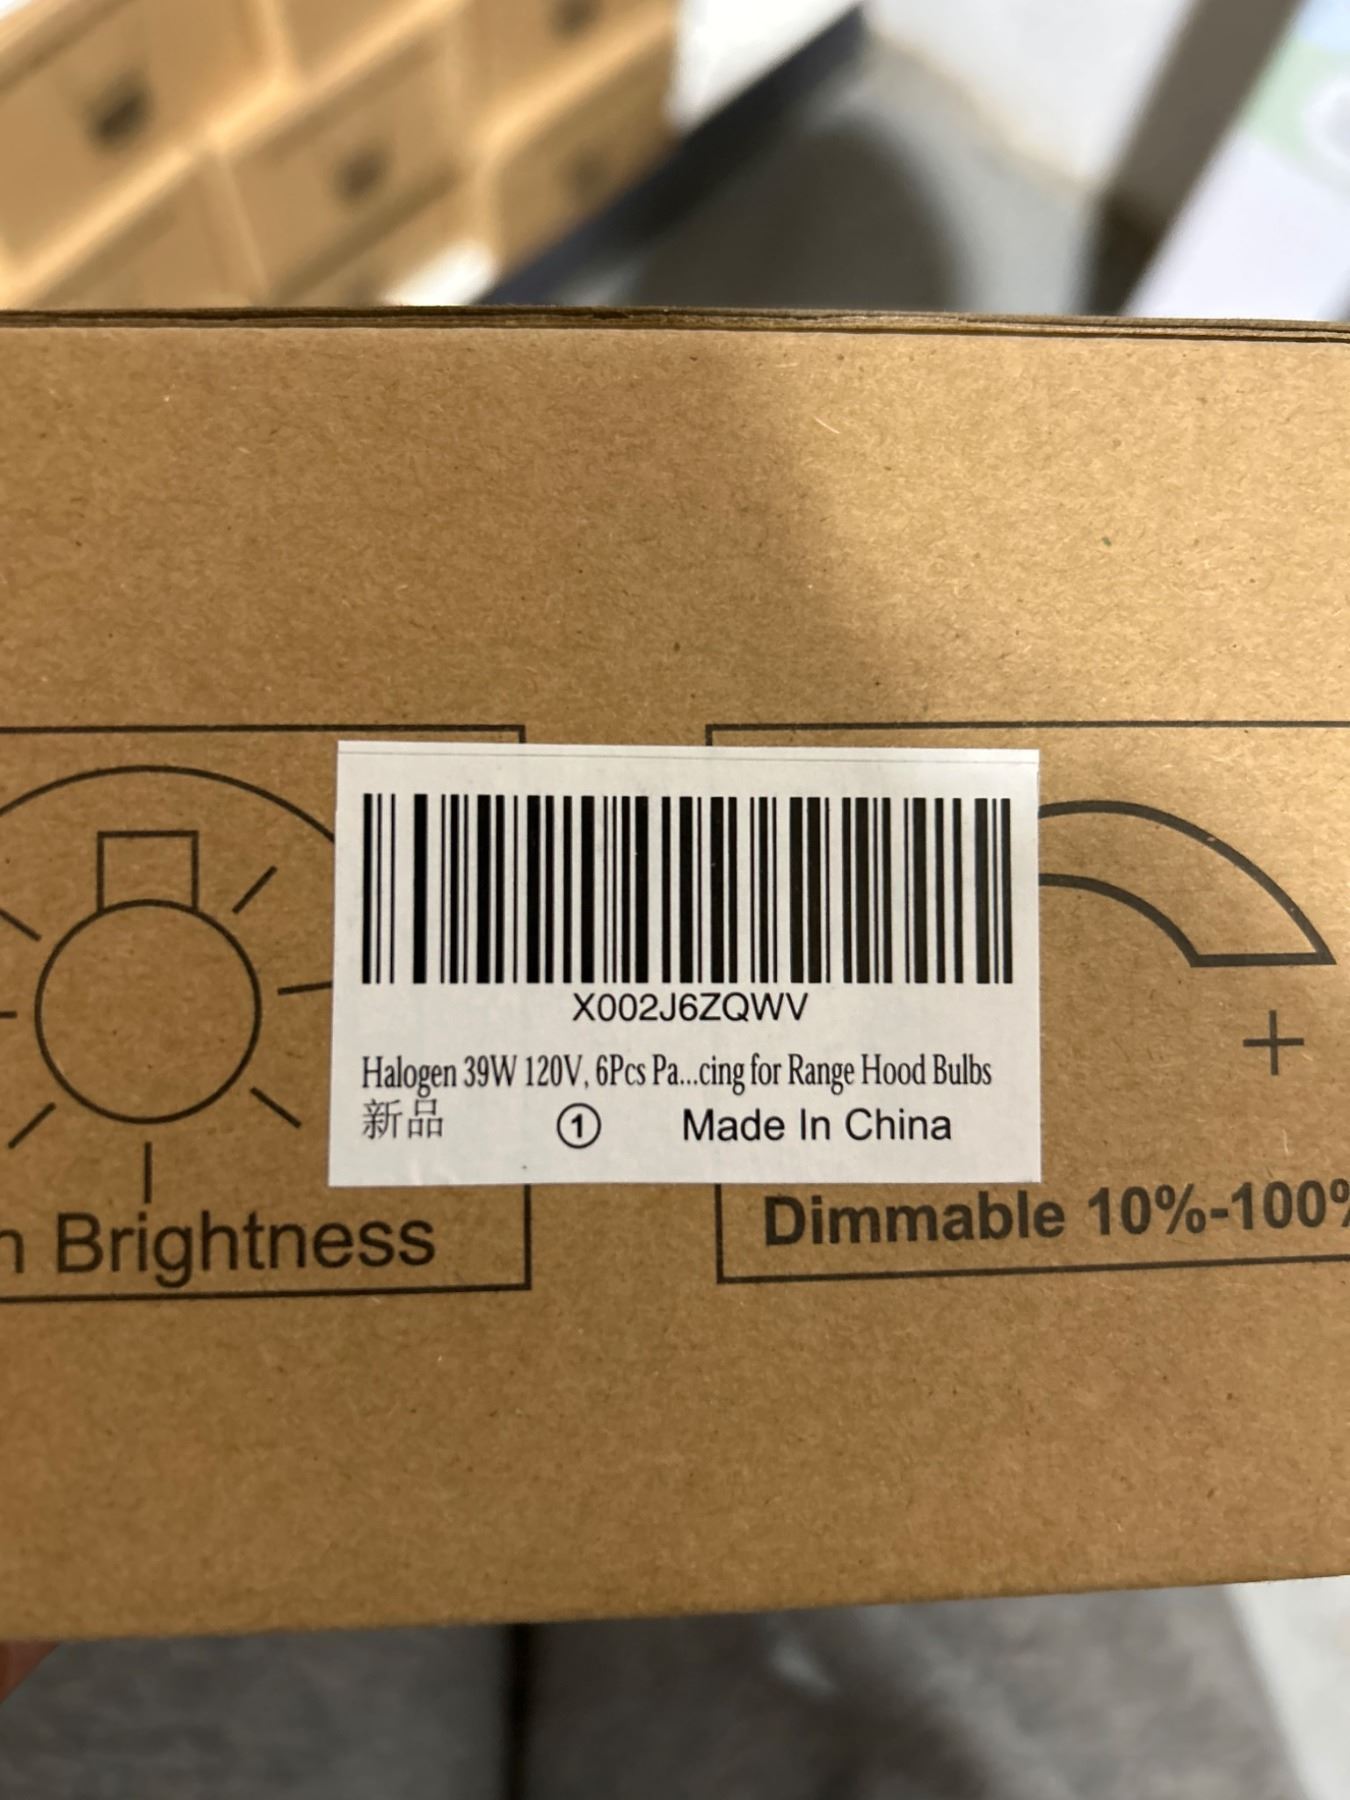 X002J6ZQWV
Halogen 39W 120V, 6Pcs Pa...cing for Range Hood Bulbs
新品 ① Made In China
Brightness
Dimmable 10%-100%
+